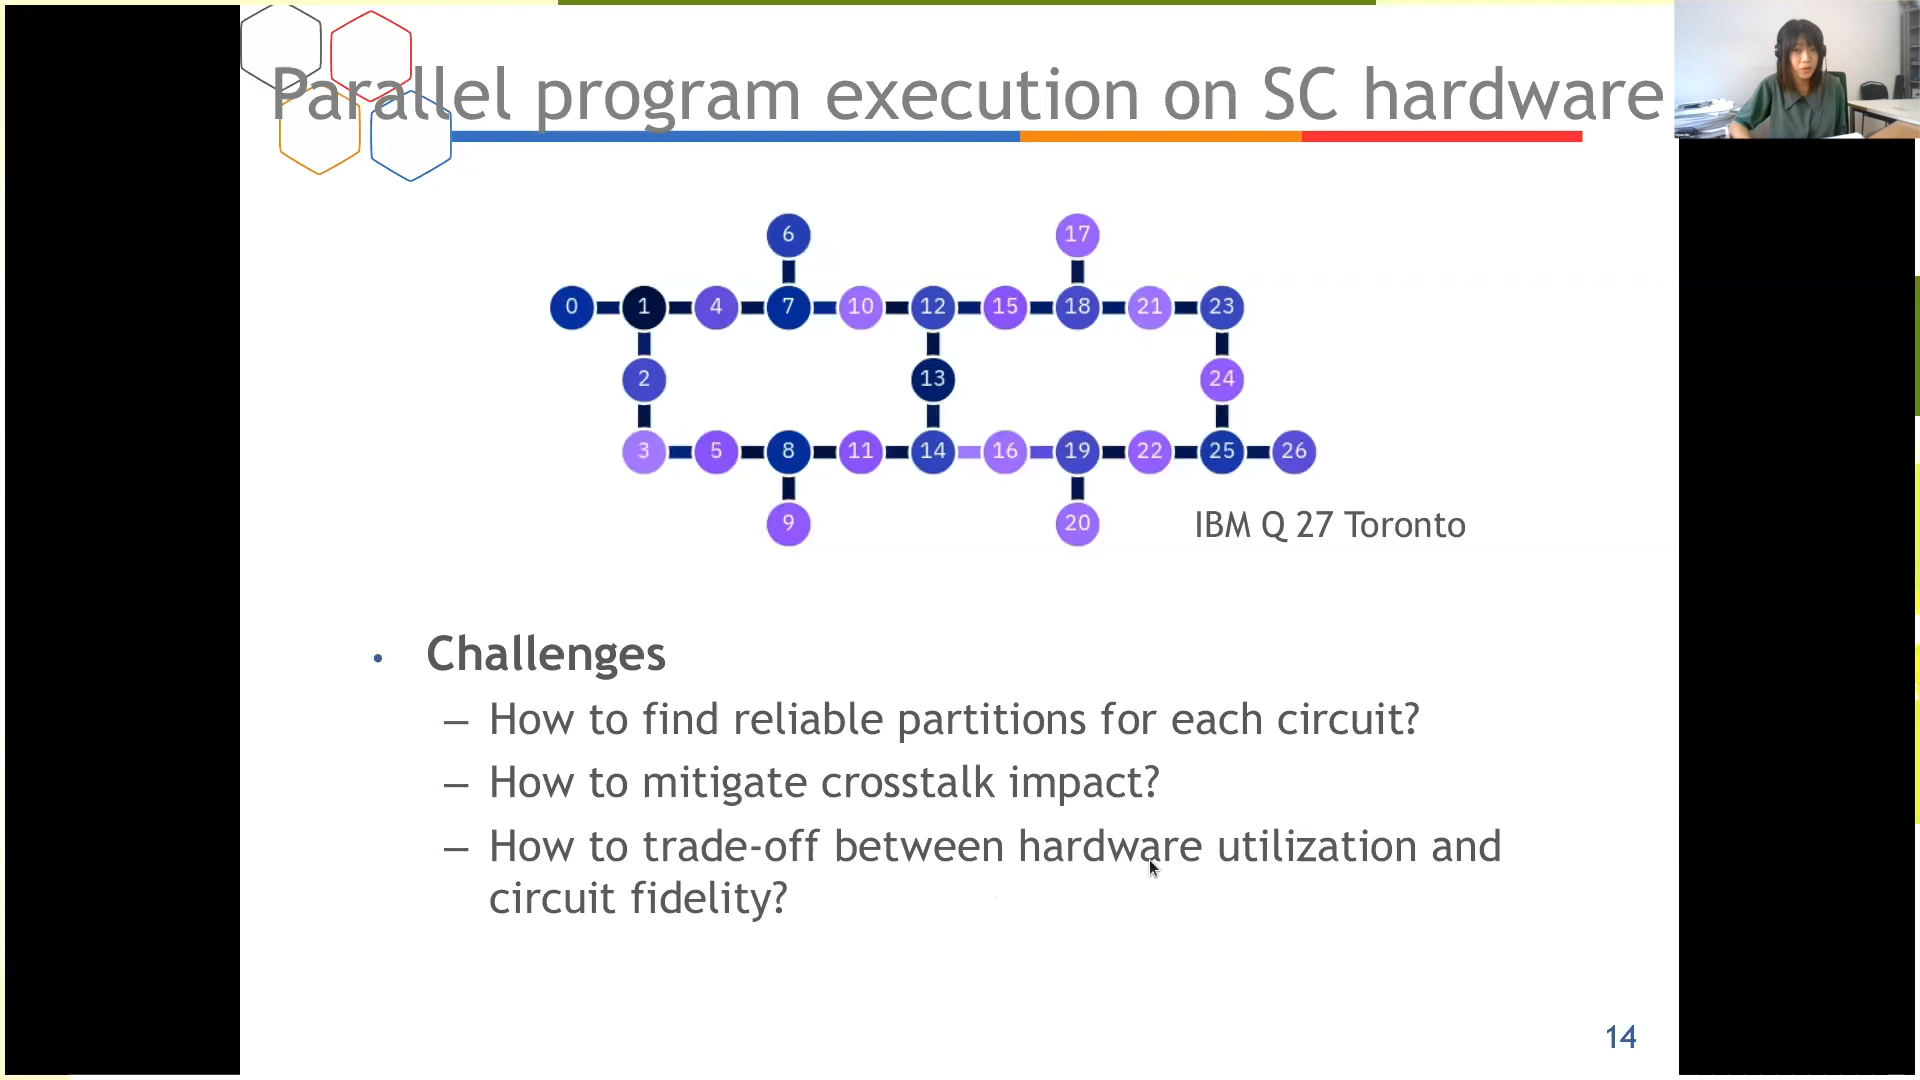 Parallel program execution on SC hardware
6 17
0 1 4 7 10 12 15 18 21 23
2 13 24
3 5 8 11 14 16 19 22 25 26
9 20
IBM Q 27 Toronto
• Challenges
– How to find reliable partitions for each circuit?
– How to mitigate crosstalk impact?
– How to trade-off between hardware utilization and
circuit fidelity?
14